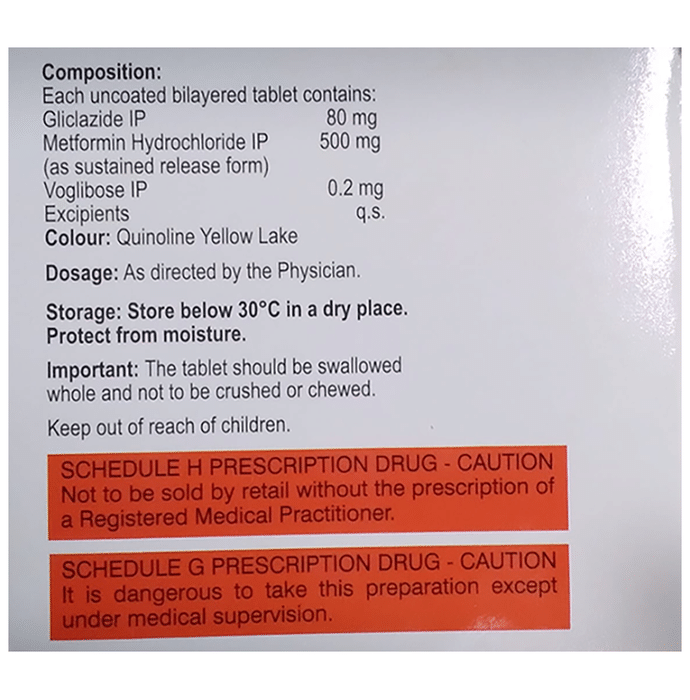 Composition:
Each uncoated bilayered tablet contains:
Gliclazide IP 80 mg
Metformin Hydrochloride IP 500 mg
(as sustained release form)
Voglibose IP 0.2 mg
Excipients q.s.
Colour: Quinoline Yellow Lake
Dosage: As directed by the Physician.
Storage: Store below 30°C in a dry place.
Protect from moisture.
Important: The tablet should be swallowed
whole and not to be crushed or chewed.
Keep out of reach of children.
SCHEDULE H PRESCRIPTION DRUG - CAUTION
Not to be sold by retail without the prescription of
a Registered Medical Practitioner.
SCHEDULE G PRESCRIPTION DRUG - CAUTION
It is dangerous to take this preparation except
under medical supervision.